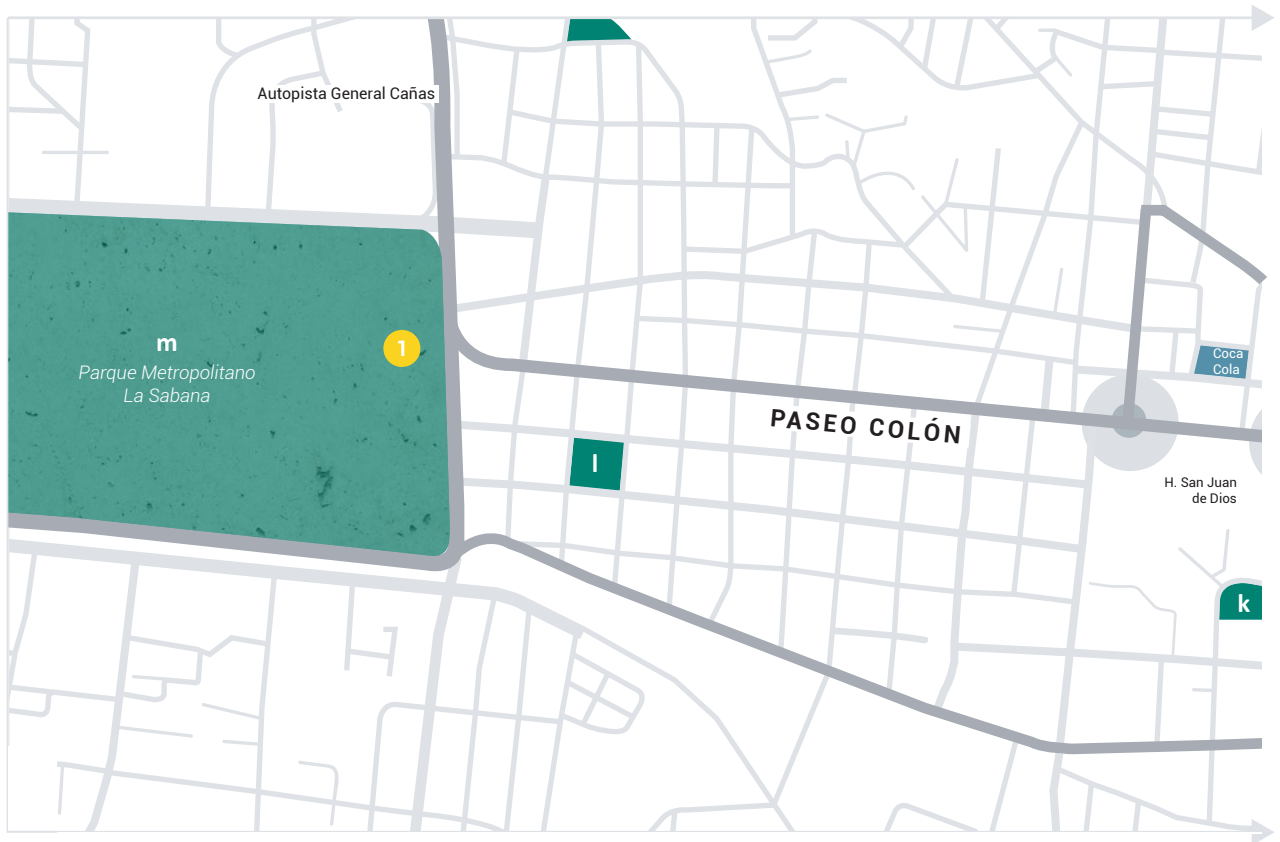 Autopista General Cañas
m
Parque Metropolitano
La Sabana
1
Coca
Cola
PASEO COLÓN
l
H. San Juan
de Dios
k